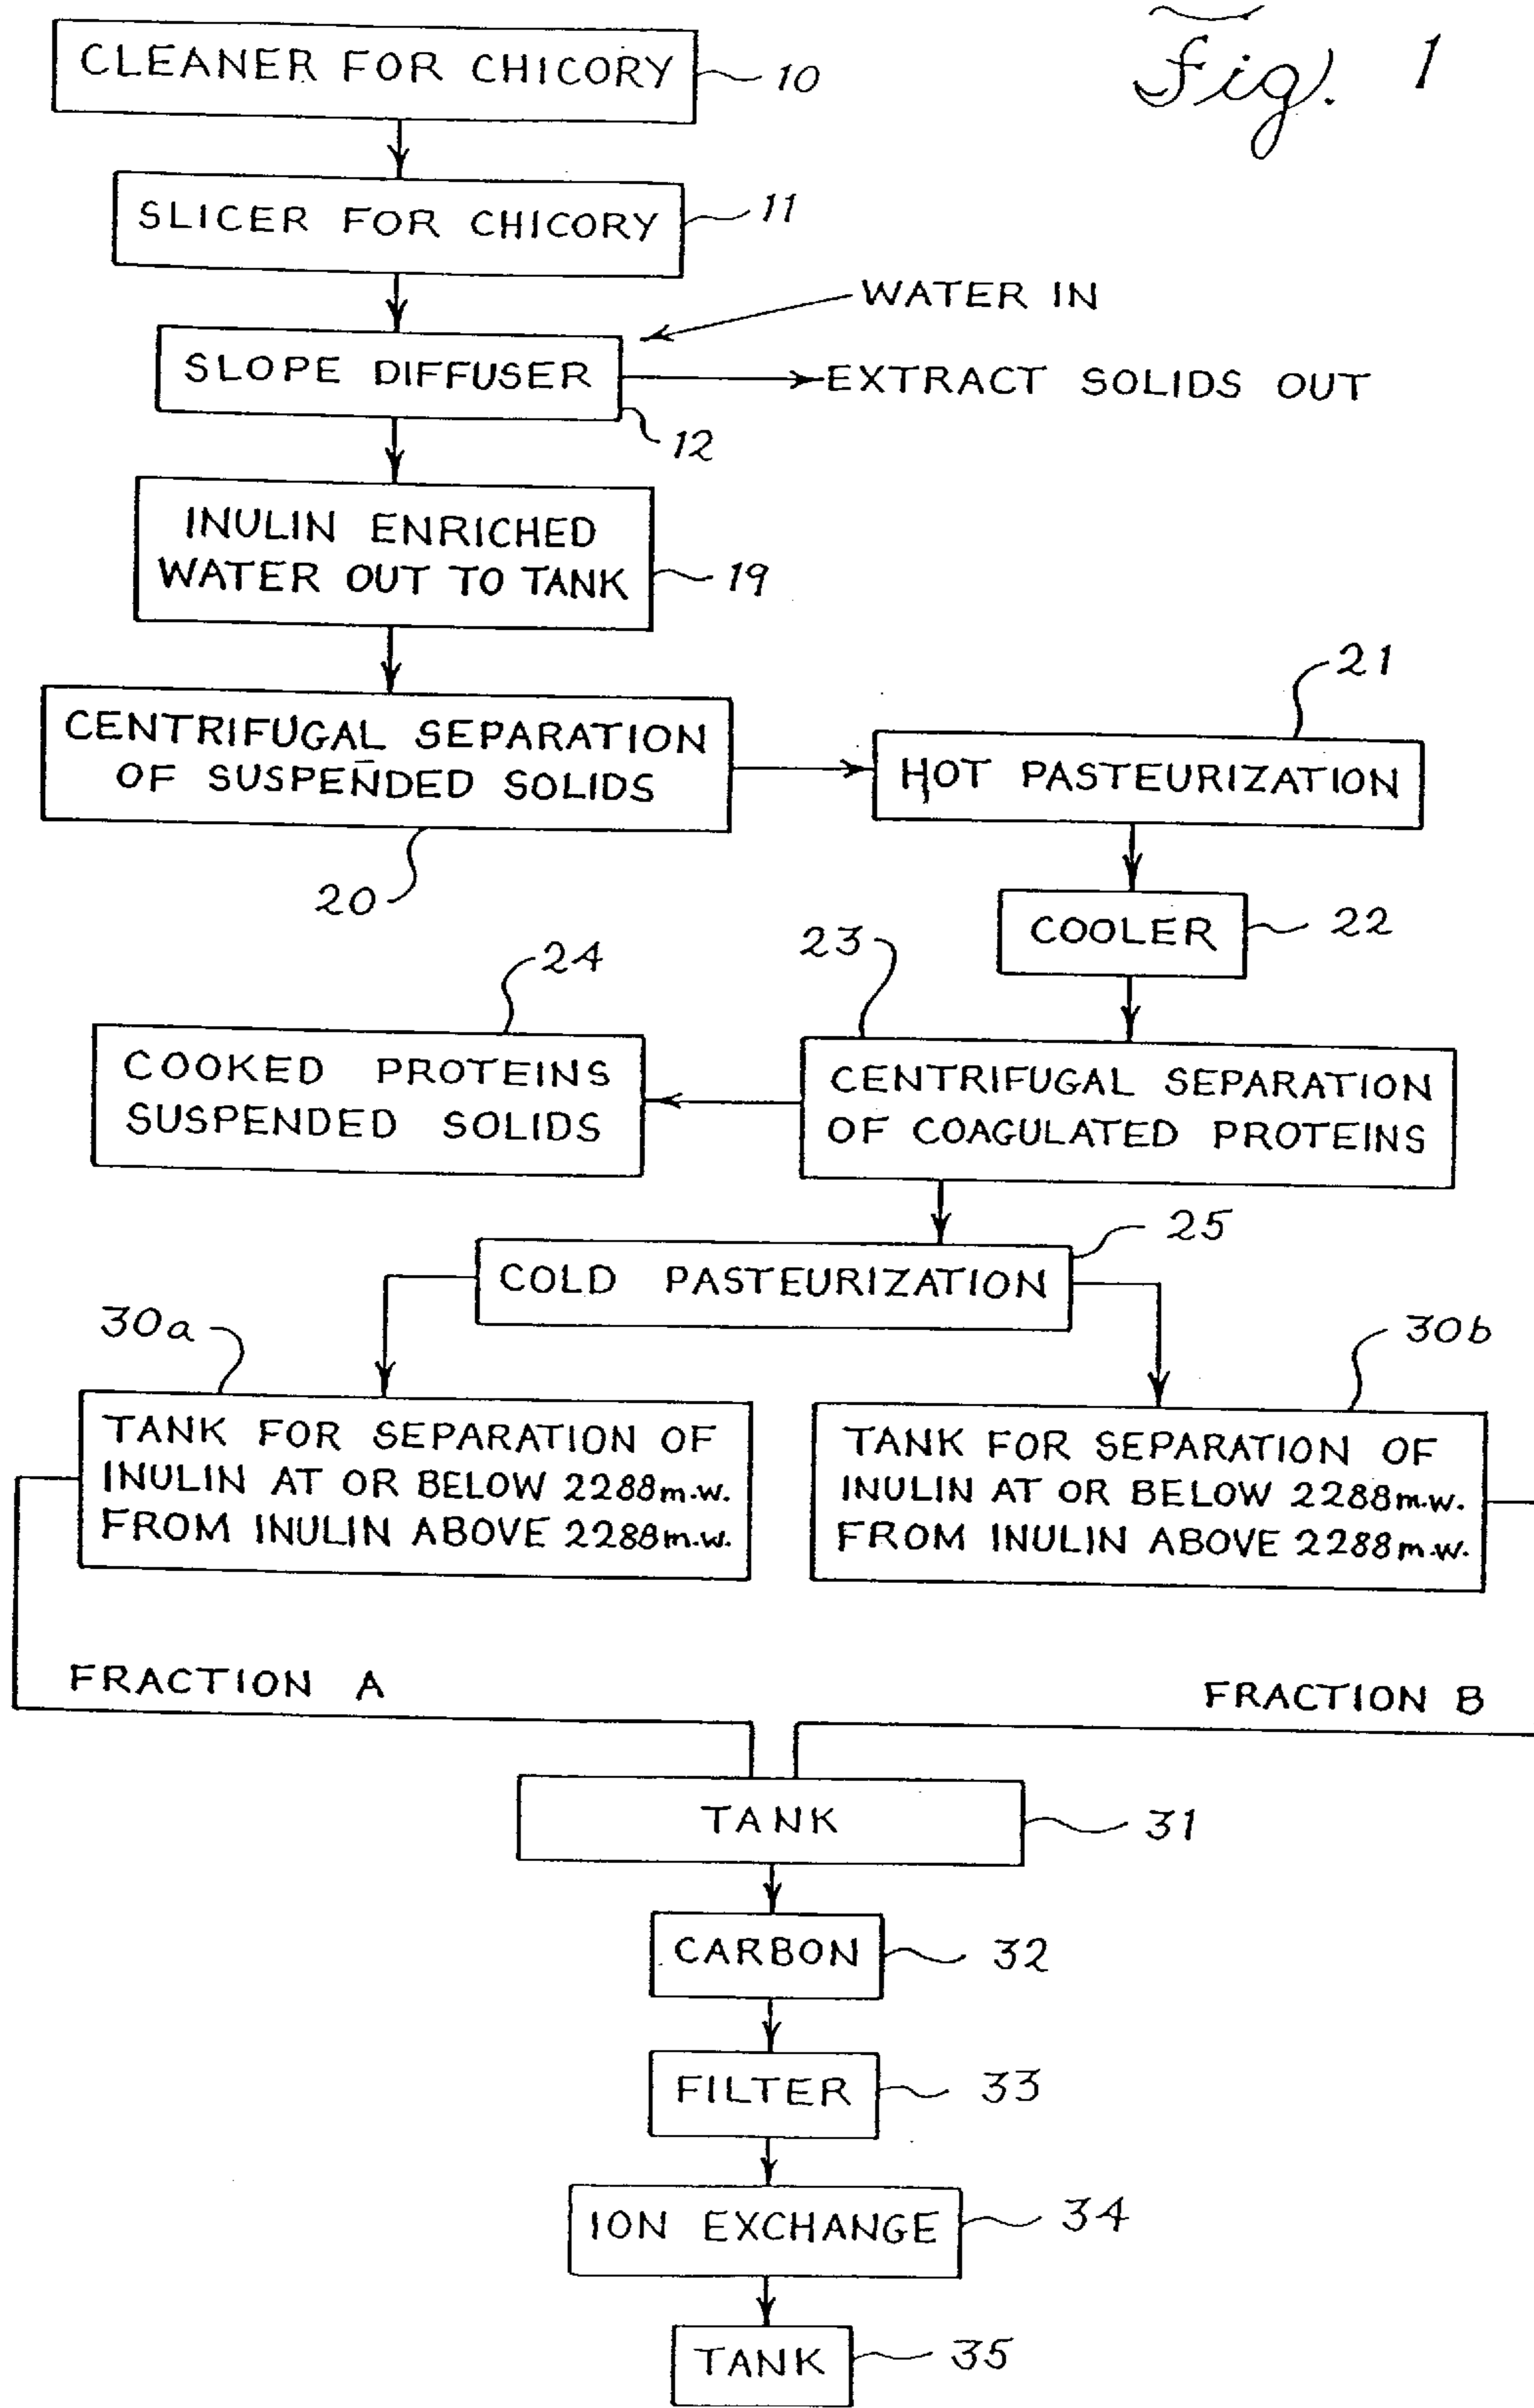 Fig. 1
CLEANER FOR CHICORY
10
SLICER FOR CHICORY
11
WATER IN
SLOPE DIFFUSER
EXTRACT SOLIDS OUT
12
INULIN ENRICHED
WATER OUT TO TANK
19
CENTRIFUGAL SEPARATION
OF SUSPENDED SOLIDS
20
21
HOT PASTEURIZATION
COOLER
22
23
24
COOKED PROTEINS
SUSPENDED SOLIDS
CENTRIFUGAL SEPARATION
OF COAGULATED PROTEINS
25
COLD PASTEURIZATION
30a
30b
TANK FOR SEPARATION OF
INULIN AT OR BELOW 2288m.w.
FROM INULIN ABOVE 2288m.w.
TANK FOR SEPARATION OF
INULIN AT OR BELOW 2288m.w.
FROM INULIN ABOVE 2288m.w.
FRACTION A
FRACTION B
TANK
31
CARBON
32
FILTER
33
ION EXCHANGE
34
TANK
35